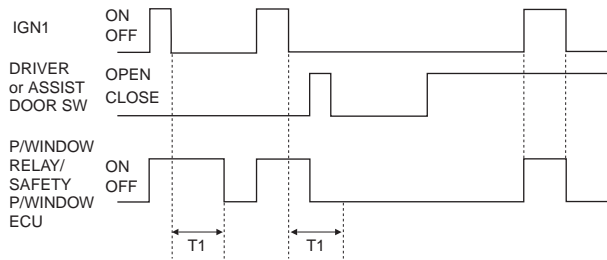 IGN1 ON
OFF
DRIVER
or ASSIST
DOOR SW
OPEN
CLOSE
P/WINDOW
RELAY/
SAFETY
P/WINDOW
ECU
ON
OFF
T1 T1